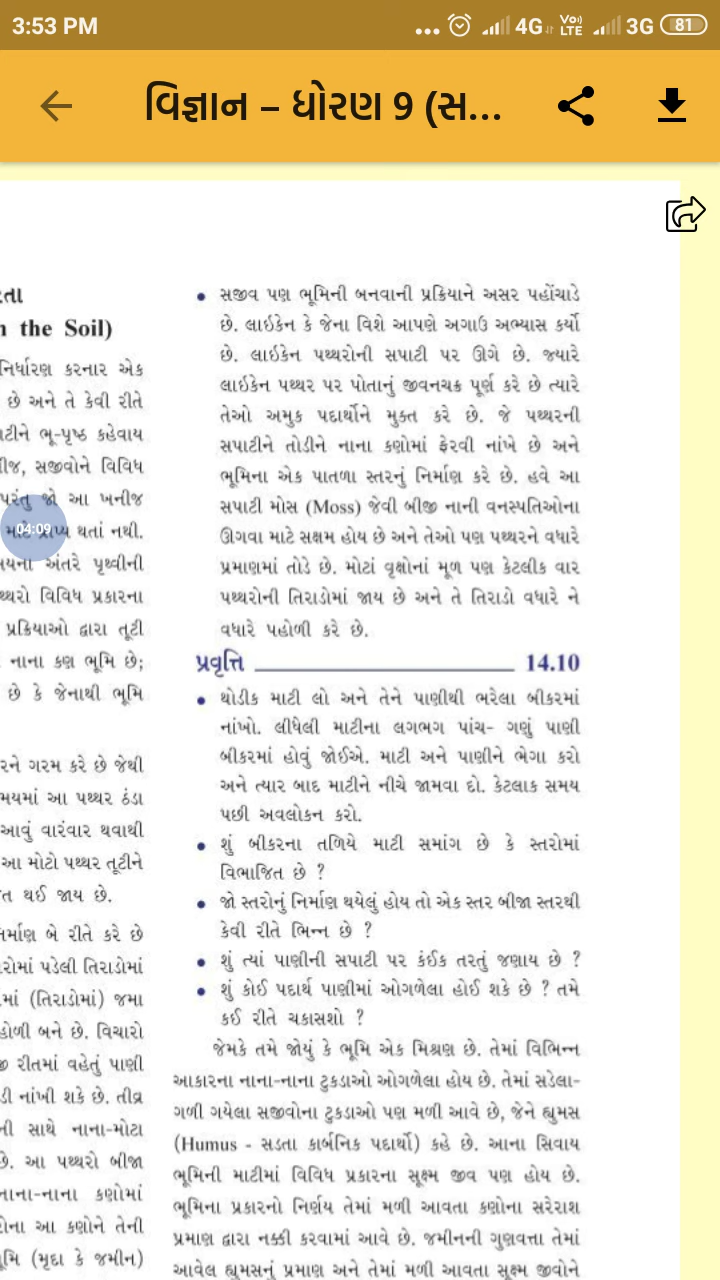 3:53 PM
... 4G VoLTE 3G 81
વિજ્ઞાન – ધોરણ 9 (સ...
n the Soil)
નિર્ધારણ કરનાર એક
છે અને તે કેવી રીતે
ભૂ-પૃષ્ઠ કહેવાય
સજીવોને વિવિધ
પરંતુ જો આ ખનીજ
04:09
માટે પ્રાપ્ય થતાં નથી.
અંતરે પૃથ્વીની
વિવિધ પ્રકારના
પ્રક્રિયાઓ દ્વારા તૂટી
નાના કણ ભૂમિ છે;
છે કે જેનાથી ભૂમિ
ગરમ કરે છે જેથી
આ પથ્થર ઠંડા
આવું વારંવાર થવાથી
આ મોટો પથ્થર તૂટીને
થઈ જાય છે.
બે રીતે કરે છે
પડેલી તિરાડોમાં
(તિરાડોમાં) જમા
બને છે. વિચારો
રીતમાં વહેતું પાણી
નાંખી શકે છે. તીવ્ર
સાથે નાના-મોટા
છે. આ પથ્થરો બીજા
નાના-નાના કણોમાં
આ કણોને તેની
(મૃદા કે જમીન)
• સજીવ પણ ભૂમિની બનવાની પ્રક્રિયાને અસર પહોંચાડે
છે. લાઇકેન કે જેના વિશે આપણે અગાઉ અભ્યાસ કર્યો
છે. લાઇકેન પથ્થરોની સપાટી પર ઊગે છે. જ્યારે
લાઇકેન પથ્થર પર પોતાનું જીવનચક્ર પૂર્ણ કરે છે ત્યારે
તેઓ અમુક પદાર્થોને મુક્ત કરે છે. જે પથ્થરની
સપાટીને તોડીને નાના કણોમાં ફેરવી નાંખે છે અને
ભૂમિના એક પાતળા સ્તરનું નિર્માણ કરે છે. હવે આ
સપાટી મોસ (Moss) જેવી બીજી નાની વનસ્પતિઓના
ઊગવા માટે સક્ષમ હોય છે અને તેઓ પણ પથ્થરને વધારે
પ્રમાણમાં તોડે છે. મોટાં વૃક્ષોનાં મૂળ પણ કેટલીક વાર
પથ્થરોની તિરાડોમાં જાય છે અને તે તિરાડો વધારે ને
વધારે પહોળી કરે છે.
પ્રવૃત્તિ 14.10
• થોડીક માટી લો અને તેને પાણીથી ભરેલા બીકરમાં
નાંખો. લીધેલી માટીના લગભગ પાંચ- ગણું પાણી
બીકરમાં હોવું જોઈએ. માટી અને પાણીને ભેગા કરો
અને ત્યાર બાદ માટીને નીચે જામવા દો. કેટલાક સમય
પછી અવલોકન કરો.
• શું બીકરના તળિયે માટી સમાંગ છે કે સ્તરોમાં
વિભાજિત છે ?
• જો સ્તરોનું નિર્માણ થયેલું હોય તો એક સ્તર બીજા સ્તરથી
કેવી રીતે ભિન્ન છે ?
• શું ત્યાં પાણીની સપાટી પર કંઈક તરતું જણાય છે ?
• શું કોઈ પદાર્થ પાણીમાં ઓગળેલા હોઈ શકે છે ? તમે
કઈ રીતે ચકાસશો ?
જેમકે તમે જોયું કે ભૂમિ એક મિશ્રણ છે. તેમાં વિભિન્ન
આકારના નાના-નાના ટુકડાઓ ઓગળેલા હોય છે. તેમાં સડેલા-
ગળી ગયેલા સજીવોના ટુકડાઓ પણ મળી આવે છે, જેને હ્યુમસ
(Humus - સડતા કાર્બનિક પદાર્થો) કહે છે. આના સિવાય
ભૂમિની માટીમાં વિવિધ પ્રકારના સૂક્ષ્મ જીવ પણ હોય છે.
ભૂમિના પ્રકારનો નિર્ણય તેમાં મળી આવતા કણોના સરેરાશ
પ્રમાણ દ્વારા નક્કી કરવામાં આવે છે. જમીનની ગુણવત્તા તેમાં
આવેલ હ્યુમસનું પ્રમાણ અને તેમાં મળી આવતા સૂક્ષ્મ જીવોને